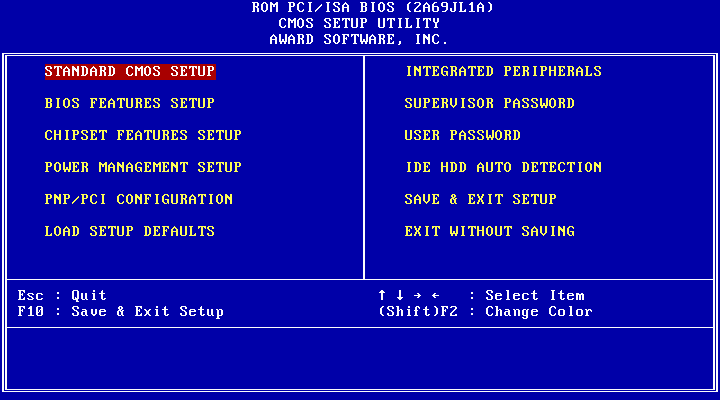 ROM PCI/ISA BIOS (2A69JL1A)
CMOS SETUP UTILITY
AWARD SOFTWARE, INC.
STANDARD CMOS SETUP
BIOS FEATURES SETUP
CHIPSET FEATURES SETUP
POWER MANAGEMENT SETUP
PNP/PCI CONFIGURATION
LOAD SETUP DEFAULTS
INTEGRATED PERIPHERALS
SUPERVISOR PASSWORD
USER PASSWORD
IDE HDD AUTO DETECTION
SAVE & EXIT SETUP
EXIT WITHOUT SAVING
Esc : Quit
F10 : Save & Exit Setup
↑ ↓ → ← : Select Item
(Shift)F2 : Change Color